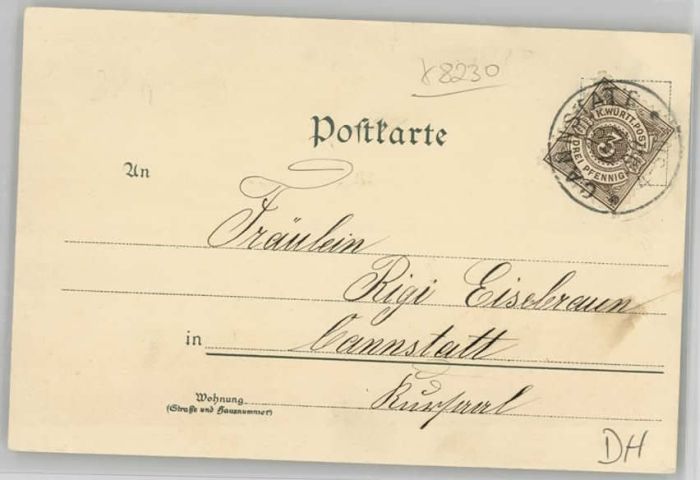 x8230
Postkarte
CANNSTATT
K.WÜRTT.POST
3
DREI PFENNIG
An
Fräulein
Rigi Eisebraun
in Cannstatt
Wohnung
(Straße und Hausnummer)
Kursaal
DH